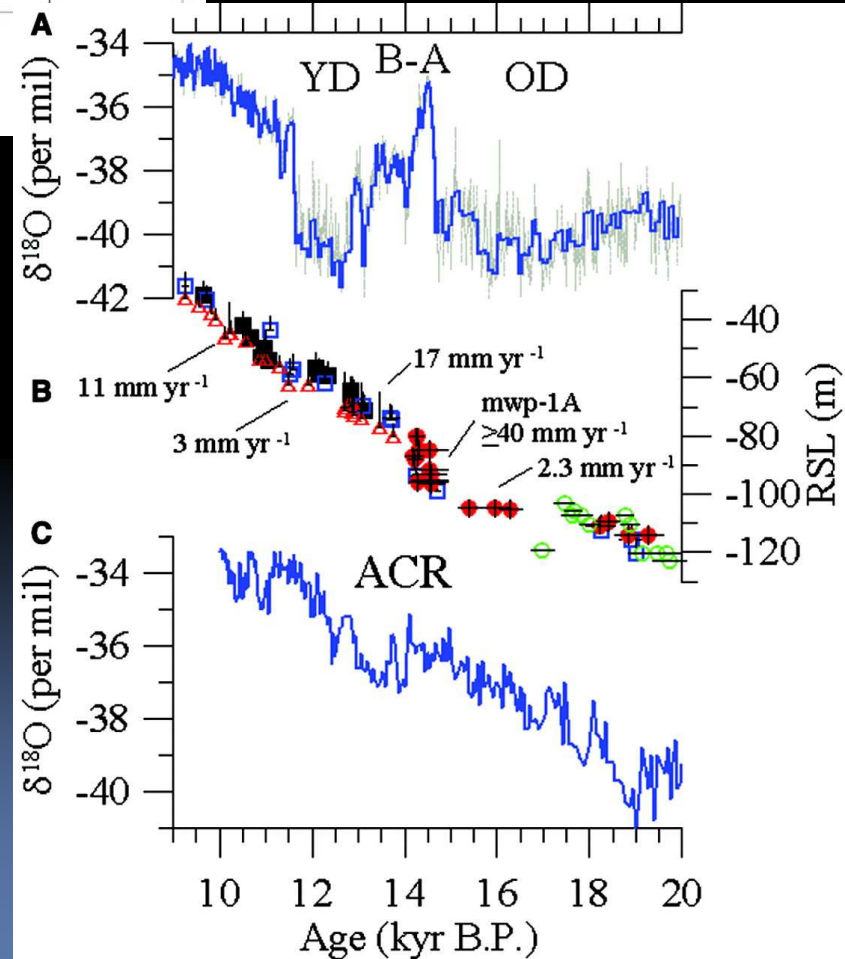 A
δ¹⁸O (per mil)
-34
-36
-38
-40
-42
YD
B-A
OD
B
11 mm yr ⁻¹
3 mm yr ⁻¹
17 mm yr ⁻¹
mwp-1A
≥40 mm yr ⁻¹
2.3 mm yr ⁻¹
-40
-60
-80
-100
-120
RSL (m)
C
δ¹⁸O (per mil)
-34
-36
-38
-40
ACR
10 12 14 16 18 20
Age (kyr B.P.)